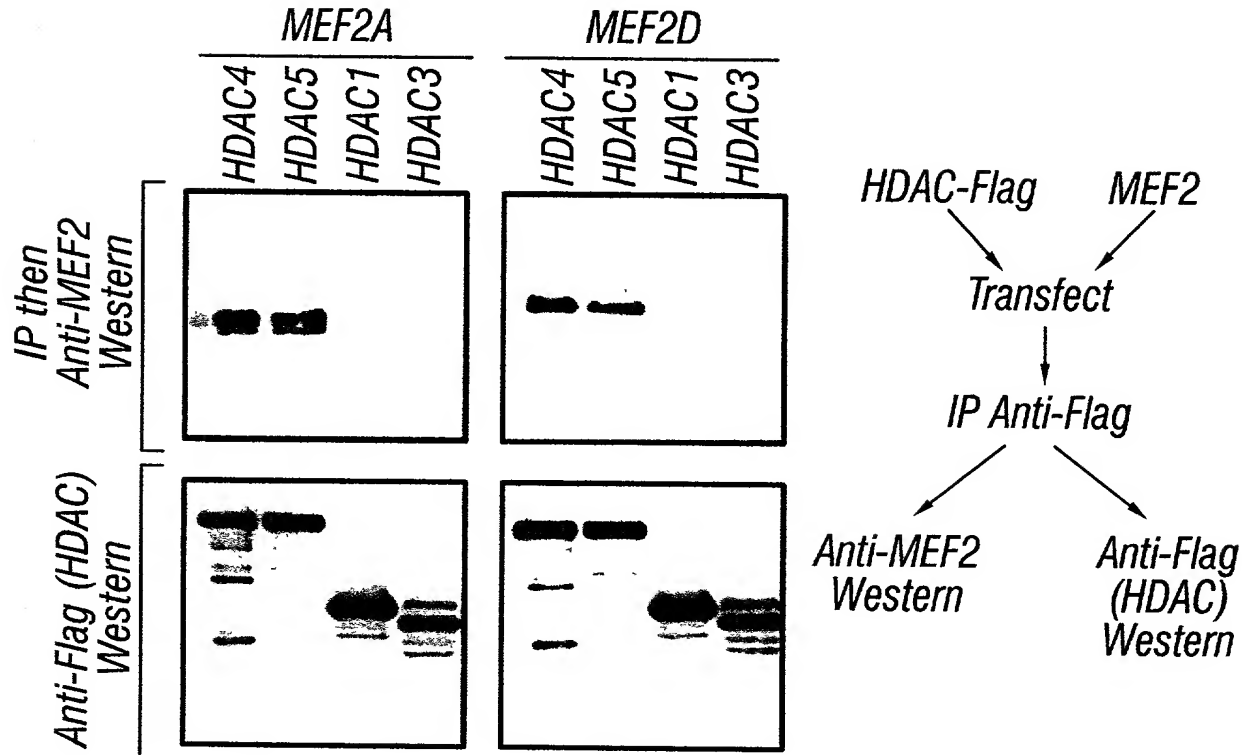 MEF2A
MEF2D
HDAC4
HDAC5
HDAC1
HDAC3
HDAC4
HDAC5
HDAC1
HDAC3
IP then
Anti-MEF2
Western
Anti-Flag (HDAC)
Western
HDAC-Flag
MEF2
Transfect
IP Anti-Flag
Anti-MEF2
Western
Anti-Flag
(HDAC)
Western